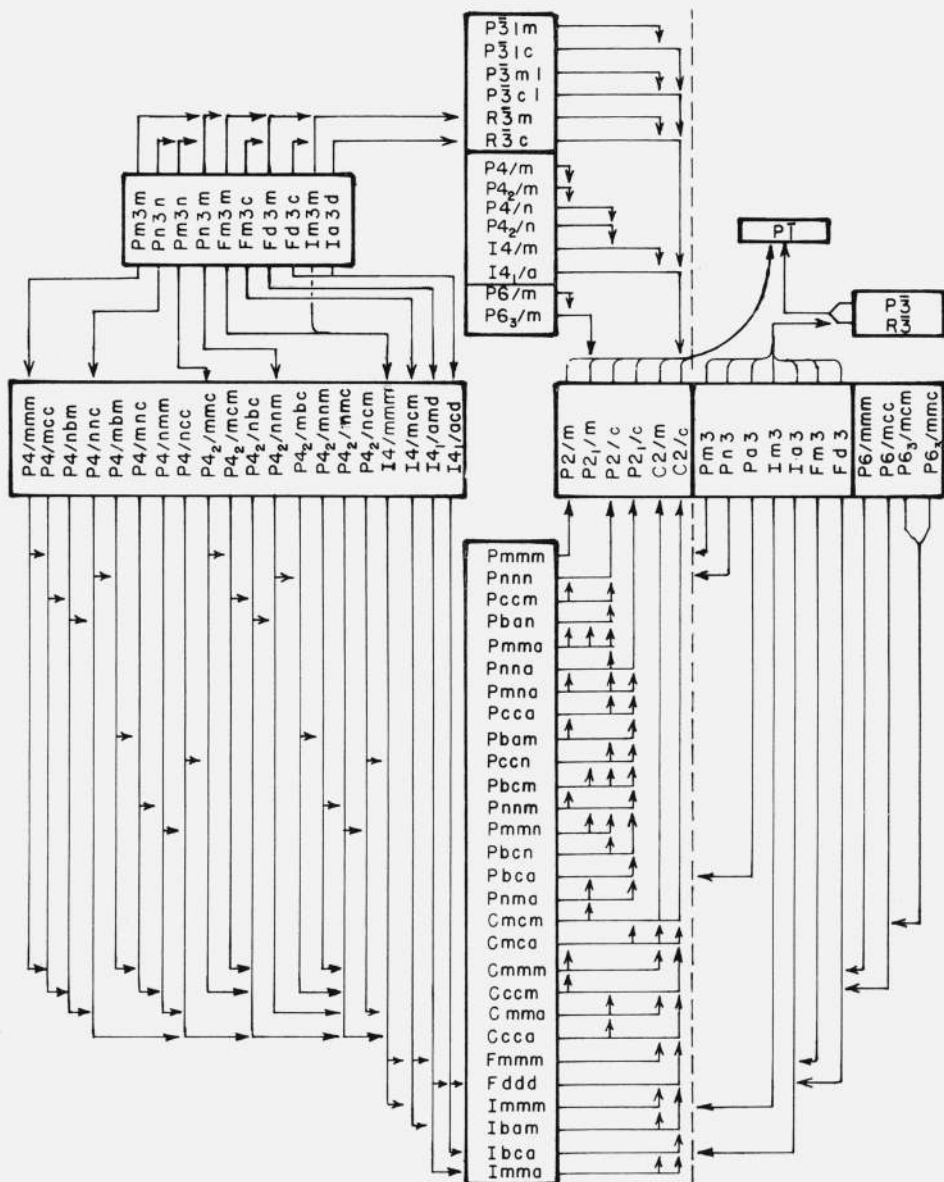 P3̄1m
P3̄1c
P3̄m1
P3̄c1
R3̄m
R3̄c
P4/m
P4₂/m
P4/n
P4₂/n
I4/m
I4₁/a
P6/m
P6₃/m
Pm3m
Pn3n
Pm3n
Pn3m
Fm3m
Fm3c
Fd3m
Fd3c
Im3m
Ia3d
P1̄
P3̄
R3̄
P4/mmm
P4/mcc
P4/nbm
P4/nnc
P4/mbm
P4/mnc
P4/nmm
P4/ncc
P4₂/mmc
P4₂/mcm
P4₂/nbc
P4₂/nnm
P4₂/mbc
P4₂/mnm
P4₂/nmc
P4₂/ncm
I4/mmm
I4/mcm
I4₁/amd
I4₁/acd
P2/m
P2₁/m
P2/c
P2₁/c
C2/m
C2/c
Pm3
Pn3
Pa3
Im3
Ia3
Fm3
Fd3
P6/mmm
P6/mcc
P6₃/mcm
P6₃/mmc
Pmmm
Pnnn
Pccm
Pban
Pmma
Pnna
Pmna
Pcca
Pbam
Pccn
Pbcm
Pnnm
Pmmn
Pbcn
Pbca
Pnma
Cmcm
Cmca
Cmmm
Cccm
Cmma
Ccca
Fmmm
Fddd
Immm
Ibam
Ibca
Imma